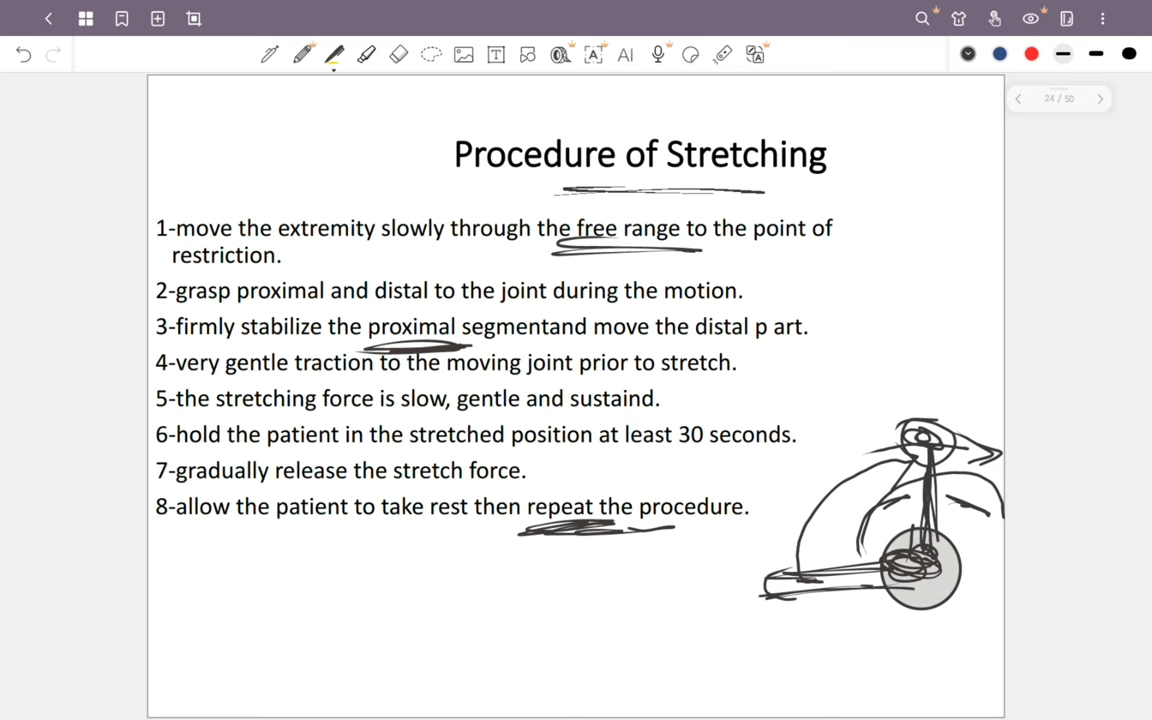 T
A
AI
24 / 50
Procedure of Stretching
1-move the extremity slowly through the free range to the point of
restriction.
2-grasp proximal and distal to the joint during the motion.
3-firmly stabilize the proximal segmentand move the distal p art.
4-very gentle traction to the moving joint prior to stretch.
5-the stretching force is slow, gentle and sustaind.
6-hold the patient in the stretched position at least 30 seconds.
7-gradually release the stretch force.
8-allow the patient to take rest then repeat the procedure.